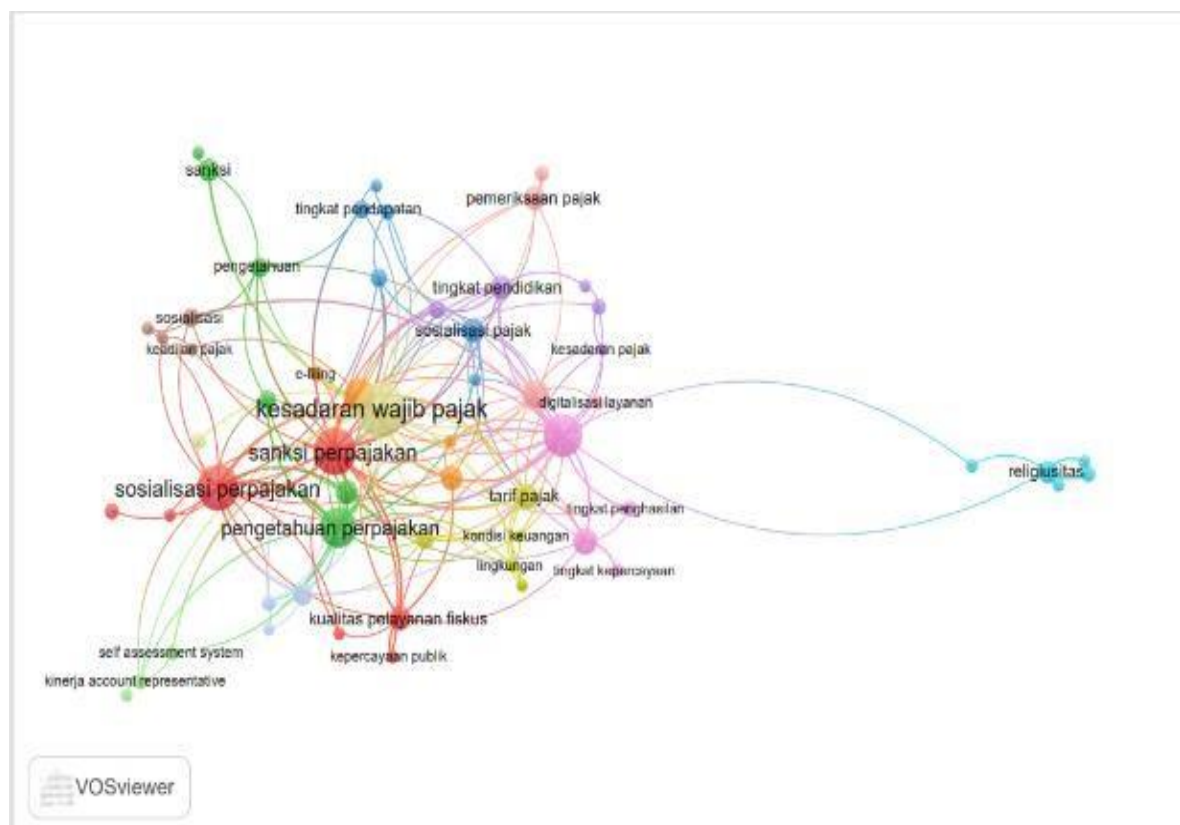 sanksi
pemeriksaan pajak
tingkat pendapatan
pengetahuan
tingkat pendidikan
sosialisasi
sosialisasi pajak
keadilan pajak
kesadaran pajak
e-filing
digitalisasi layanan
kesadaran wajib pajak
sanksi perpajakan
religiusitas
sosialisasi perpajakan
tarif pajak
tingkat penghasilan
pengetahuan perpajakan
kondisi keuangan
lingkungan
tingkat kepercayaan
kualitas pelayanan fiskus
self assessment system
kepercayaan publik
kinerja account representative
VOSviewer